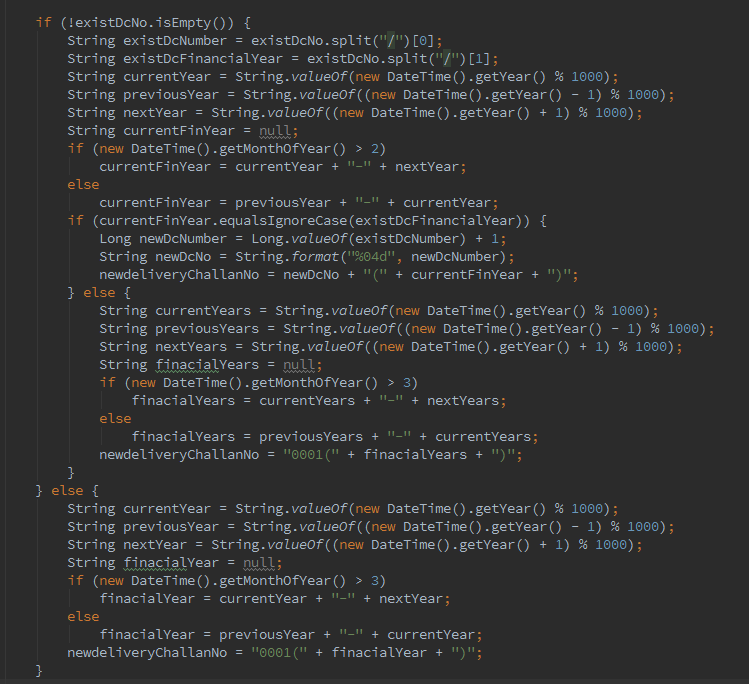 if (!existDcNo.isEmpty()) {
String existDcNumber = existDcNo.split("/")[0];
String existDcFinancialYear = existDcNo.split("/")[1];
String currentYear = String.valueOf(new DateTime().getYear() % 1000);
String previousYear = String.valueOf((new DateTime().getYear() - 1) % 1000);
String nextYear = String.valueOf((new DateTime().getYear() + 1) % 1000);
String currentFinYear = null;
if (new DateTime().getMonthOfYear() > 2)
currentFinYear = currentYear + "-" + nextYear;
else
currentFinYear = previousYear + "-" + currentYear;
if (currentFinYear.equalsIgnoreCase(existDcFinancialYear)) {
Long newDcNumber = Long.valueOf(existDcNumber) + 1;
String newDcNo = String.format("%04d", newDcNumber);
newdeliveryChallanNo = newDcNo + "(" + currentFinYear + ")";
} else {
String currentYears = String.valueOf(new DateTime().getYear() % 1000);
String previousYears = String.valueOf((new DateTime().getYear() - 1) % 1000);
String nextYears = String.valueOf((new DateTime().getYear() + 1) % 1000);
String finacialYears = null;
if (new DateTime().getMonthOfYear() > 3)
finacialYears = currentYears + "-" + nextYears;
else
finacialYears = previousYears + "-" + currentYears;
newdeliveryChallanNo = "0001(" + finacialYears + ")";
}
} else {
String currentYear = String.valueOf(new DateTime().getYear() % 1000);
String previousYear = String.valueOf((new DateTime().getYear() - 1) % 1000);
String nextYear = String.valueOf((new DateTime().getYear() + 1) % 1000);
String finacialYear = null;
if (new DateTime().getMonthOfYear() > 3)
finacialYear = currentYear + "-" + nextYear;
else
finacialYear = previousYear + "-" + currentYear;
newdeliveryChallanNo = "0001(" + finacialYear + ")";
}